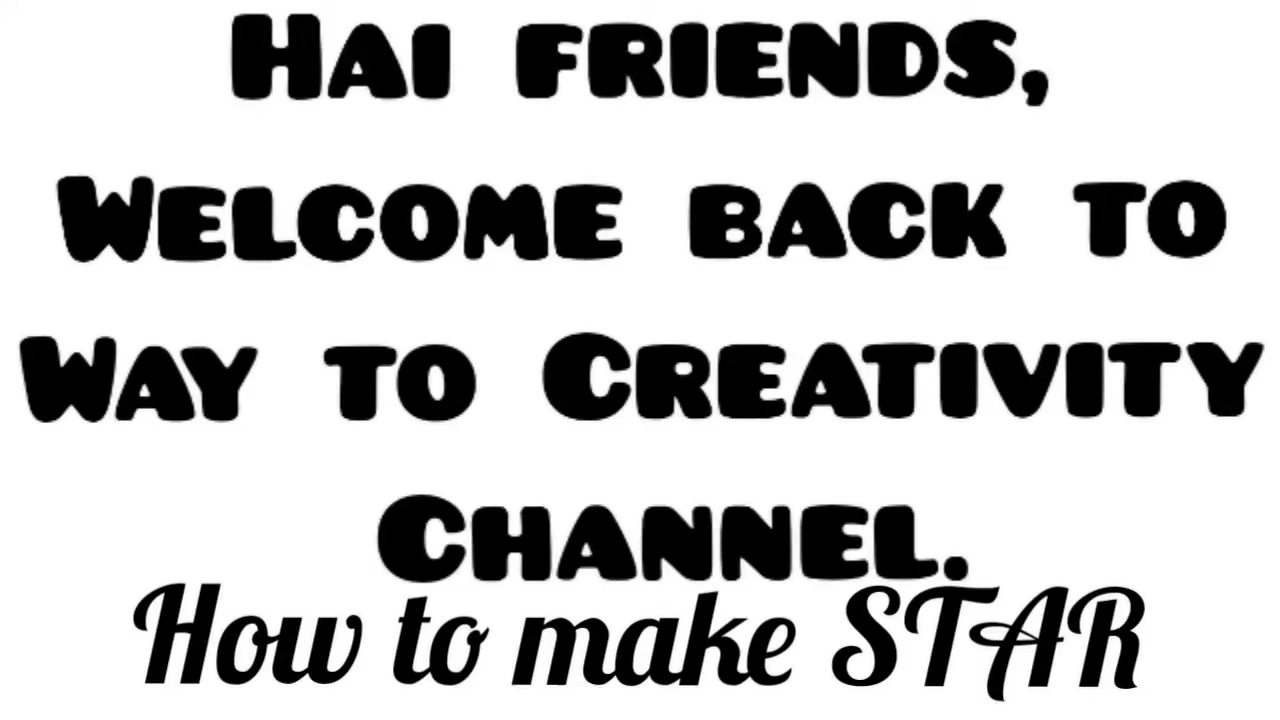 Hai friends,
Welcome back to
Way to Creativity
Channel.
How to make STAR